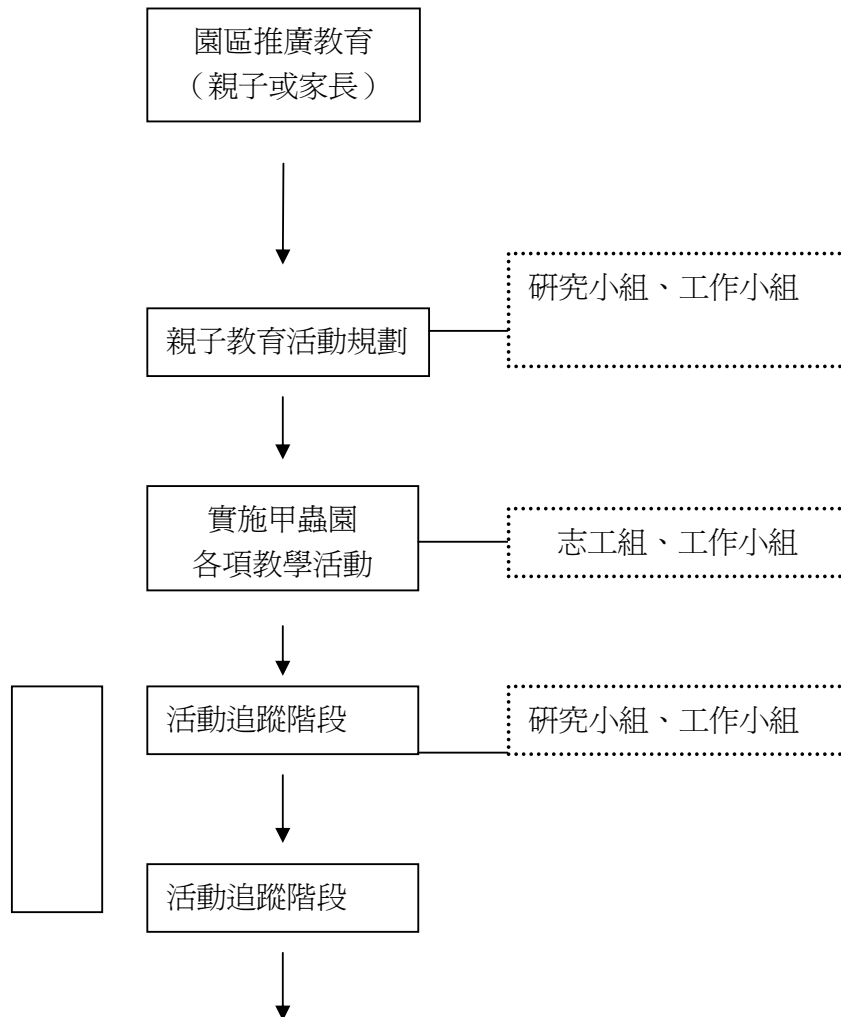 園區推廣教育
（親子或家長）
研究小組、工作小組
親子教育活動規劃
實施甲蟲園
各項教學活動
志工組、工作小組
活動追蹤階段
研究小組、工作小組
活動追蹤階段